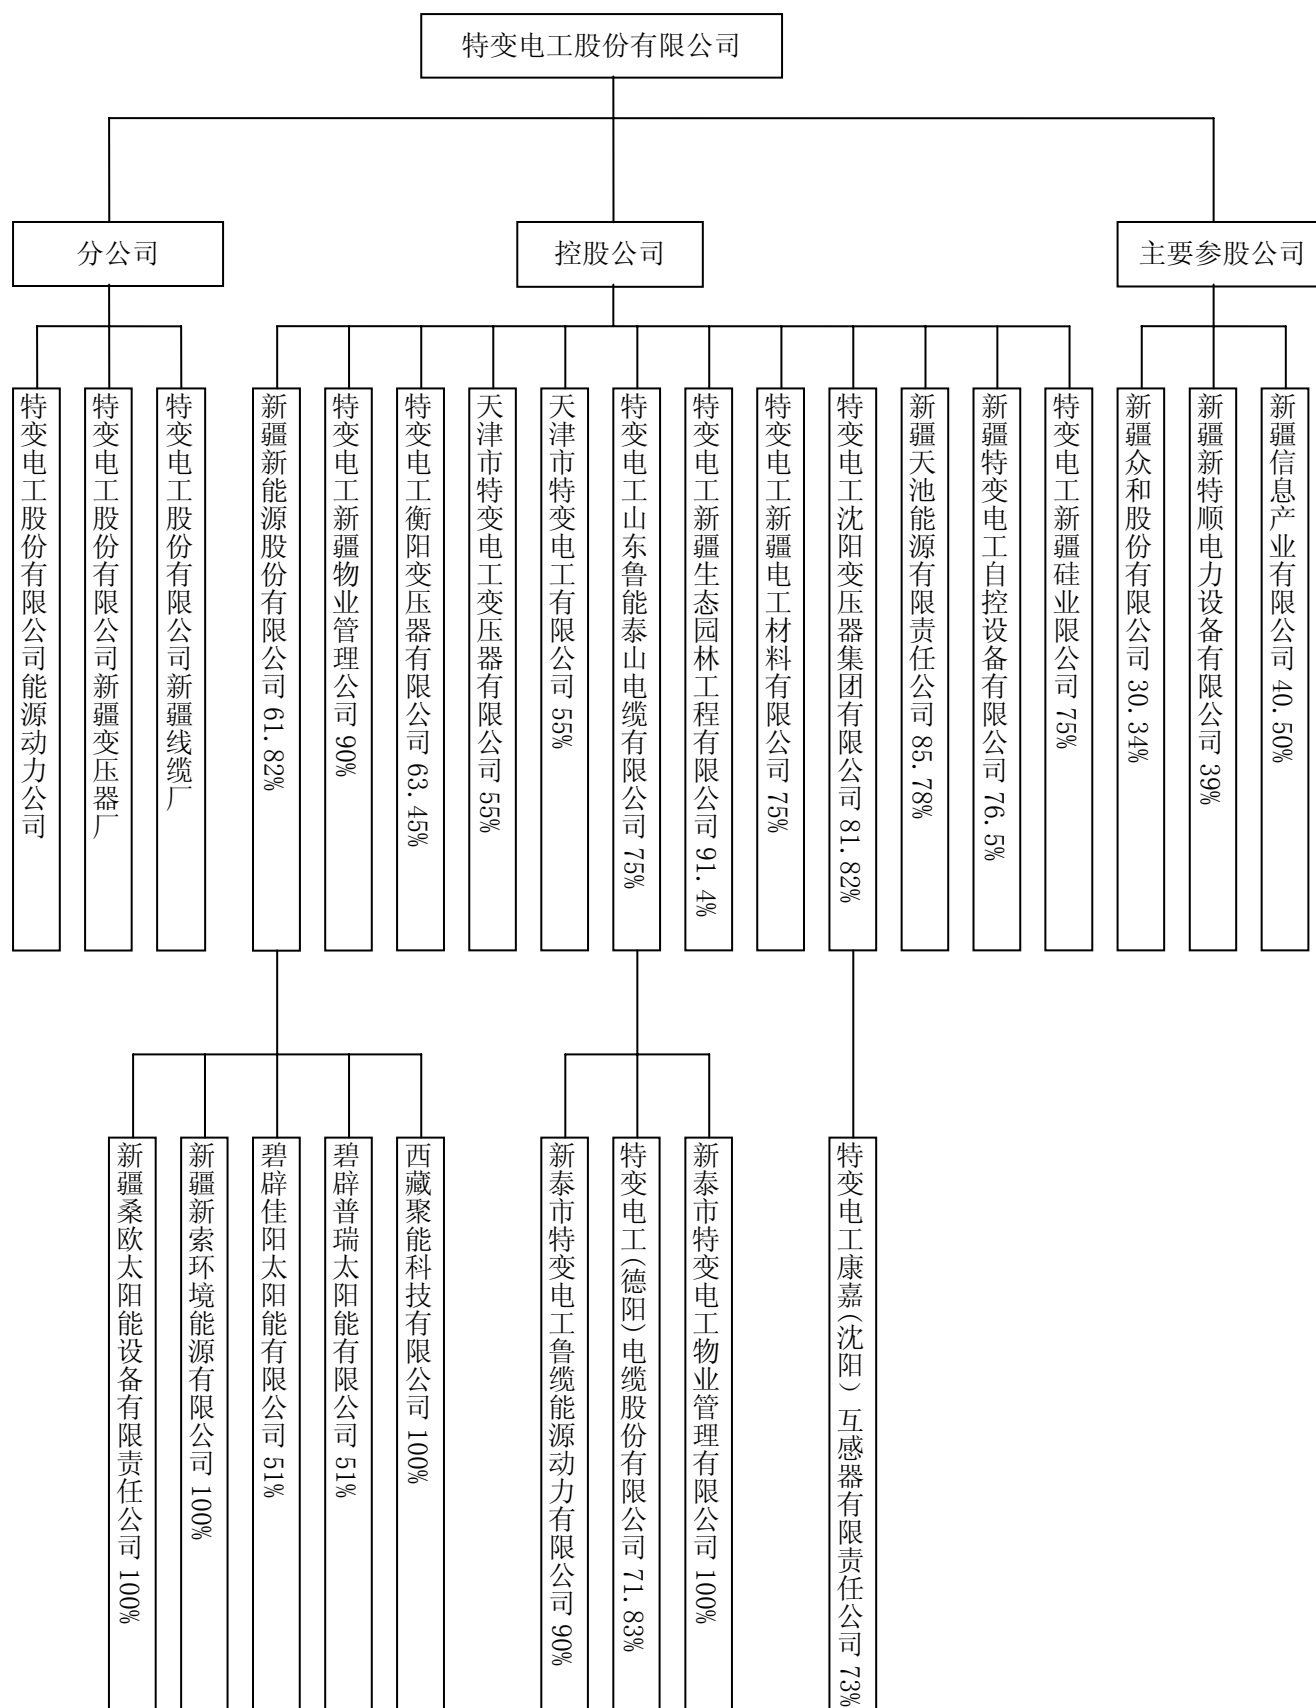 特变电工股份有限公司
分公司
控股公司
主要参股公司
特变电工股份有限公司能源动力公司
特变电工股份有限公司新疆变压器厂
特变电工股份有限公司新疆线缆厂
新疆新能源股份有限公司 61.82%
特变电工新疆物业管理公司 90%
特变电工衡阳变压器有限公司 63.45%
天津市特变电工变压器有限公司 55%
天津市特变电工有限公司 55%
特变电工山东鲁能泰山电缆有限公司 75%
特变电工新疆生态园林工程有限公司 91.4%
特变电工新疆电工材料有限公司 75%
特变电工沈阳变压器集团有限公司 81.82%
新疆天池能源有限责任公司 85.78%
新疆特变电工自控设备有限公司 76.5%
特变电工新疆硅业限公司 75%
新疆众和股份有限公司 30.34%
新疆新特顺电力设备有限公司 39%
新疆信息产业有限公司 40.50%
新疆桑欧太阳能设备有限责任公司 100%
新疆新索环境能源有限公司 100%
碧辟佳阳太阳能有限公司 51%
碧辟普瑞太阳能有限公司 51%
西藏聚能科技有限公司 100%
新泰市特变电工鲁缆能源动力有限公司 90%
特变电工(德阳)电缆股份有限公司 71.83%
新泰市特变电工物业管理有限公司 100%
特变电工康嘉(沈阳）互感器有限责任公司 73%